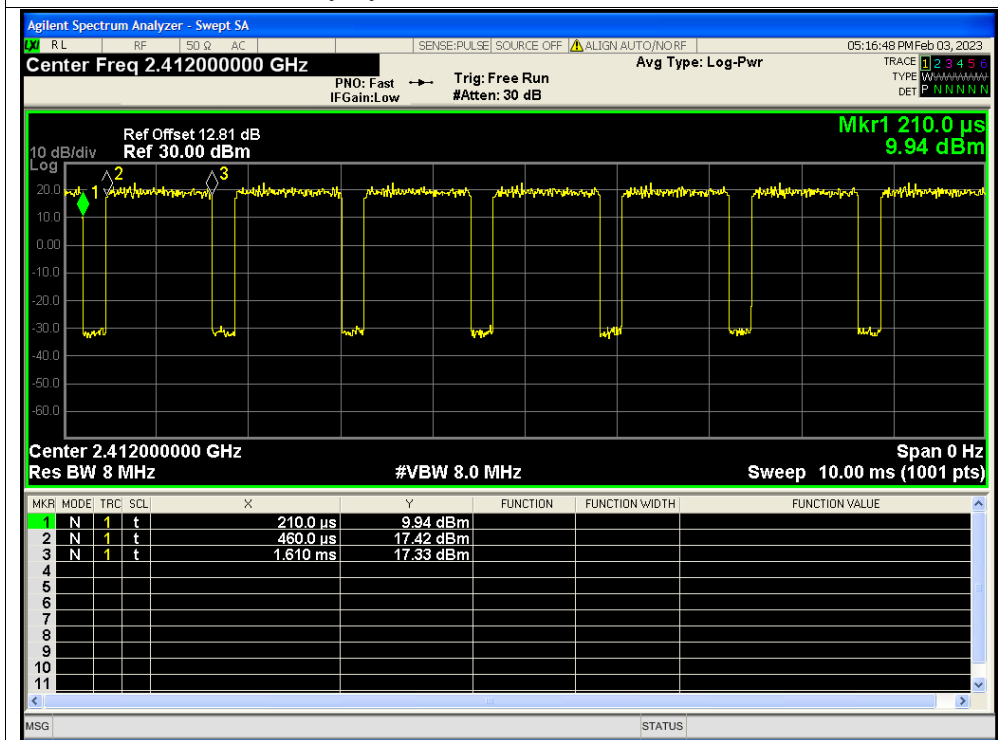 Agilent Spectrum Analyzer - Swept SA
LXI RL RF 50 Ω AC SENSE:PULSE SOURCE OFF ALIGN AUTO/NO RF 05:16:48 PM Feb 03, 2023
Center Freq 2.412000000 GHz
PNO: Fast
IFGain:Low
Trig: Free Run
#Atten: 30 dB
Avg Type: Log-Pwr
TRACE 1 2 3 4 5 6
TYPE WWWWWW
DET P N N N N N
Mkr1 210.0 µs
9.94 dBm
Ref Offset 12.81 dB
10 dB/div Ref 30.00 dBm
Log
1 2 3
20.0
10.0
0.00
-10.0
-20.0
-30.0
-40.0
-50.0
-60.0
Center 2.412000000 GHz Span 0 Hz
Res BW 8 MHz #VBW 8.0 MHz Sweep 10.00 ms (1001 pts)
MKR MODE TRC SCL X Y FUNCTION FUNCTION WIDTH FUNCTION VALUE
1 N 1 t 210.0 µs 9.94 dBm
2 N 1 t 460.0 µs 17.42 dBm
3 N 1 t 1.610 ms 17.33 dBm
4
5
6
7
8
9
10
11
MSG STATUS